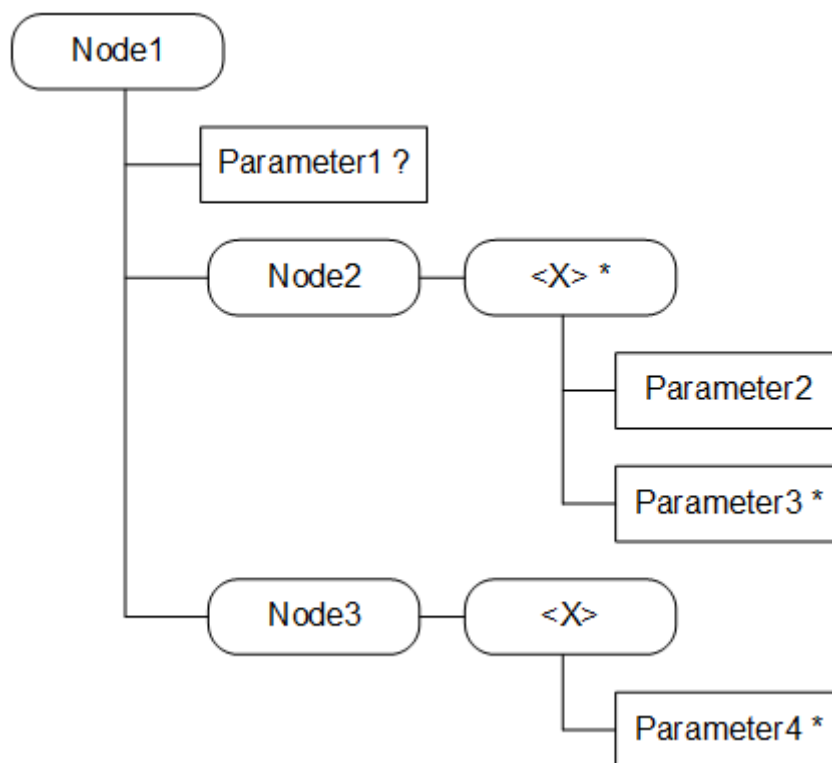 Node1
Parameter1 ?
Node2
<X> *
Parameter2
Parameter3 *
Node3
<X>
Parameter4 *